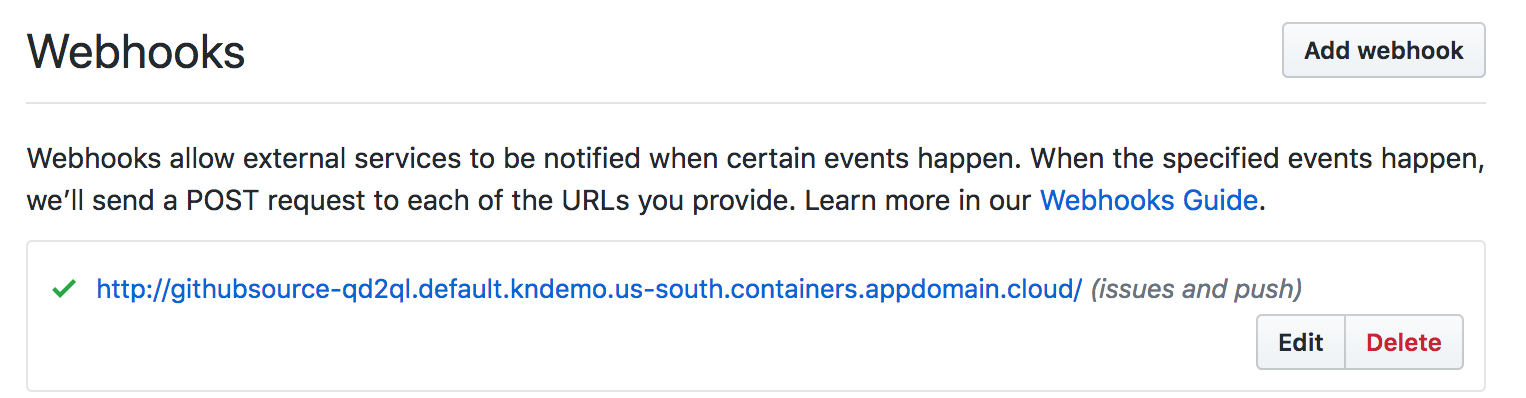 Webhooks
Add webhook
Webhooks allow external services to be notified when certain events happen. When the specified events happen,
we’ll send a POST request to each of the URLs you provide. Learn more in our Webhooks Guide.
http://githubsource-qd2ql.default.kndemo.us-south.containers.appdomain.cloud/ (issues and push)
Edit
Delete